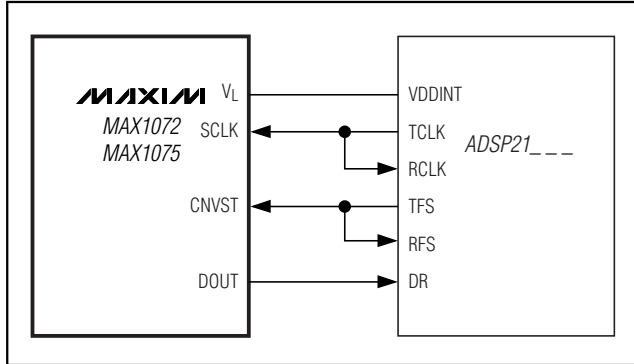 MAXIM
MAX1072
MAX1075
VL
SCLK
CNVST
DOUT
VDDINT
TCLK
RCLK
TFS
RFS
DR
ADSP21_ _ _